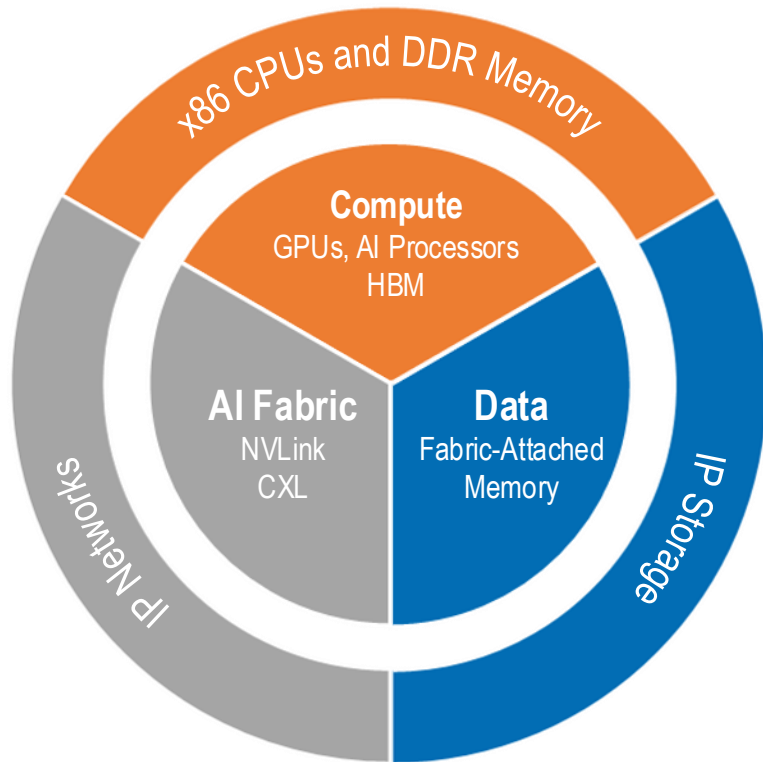 x86 CPUs and DDR Memory
Compute
GPUs, AI Processors
HBM
AI Fabric
NVLink
CXL
Data
Fabric-Attached
Memory
IP Networks
IP Storage